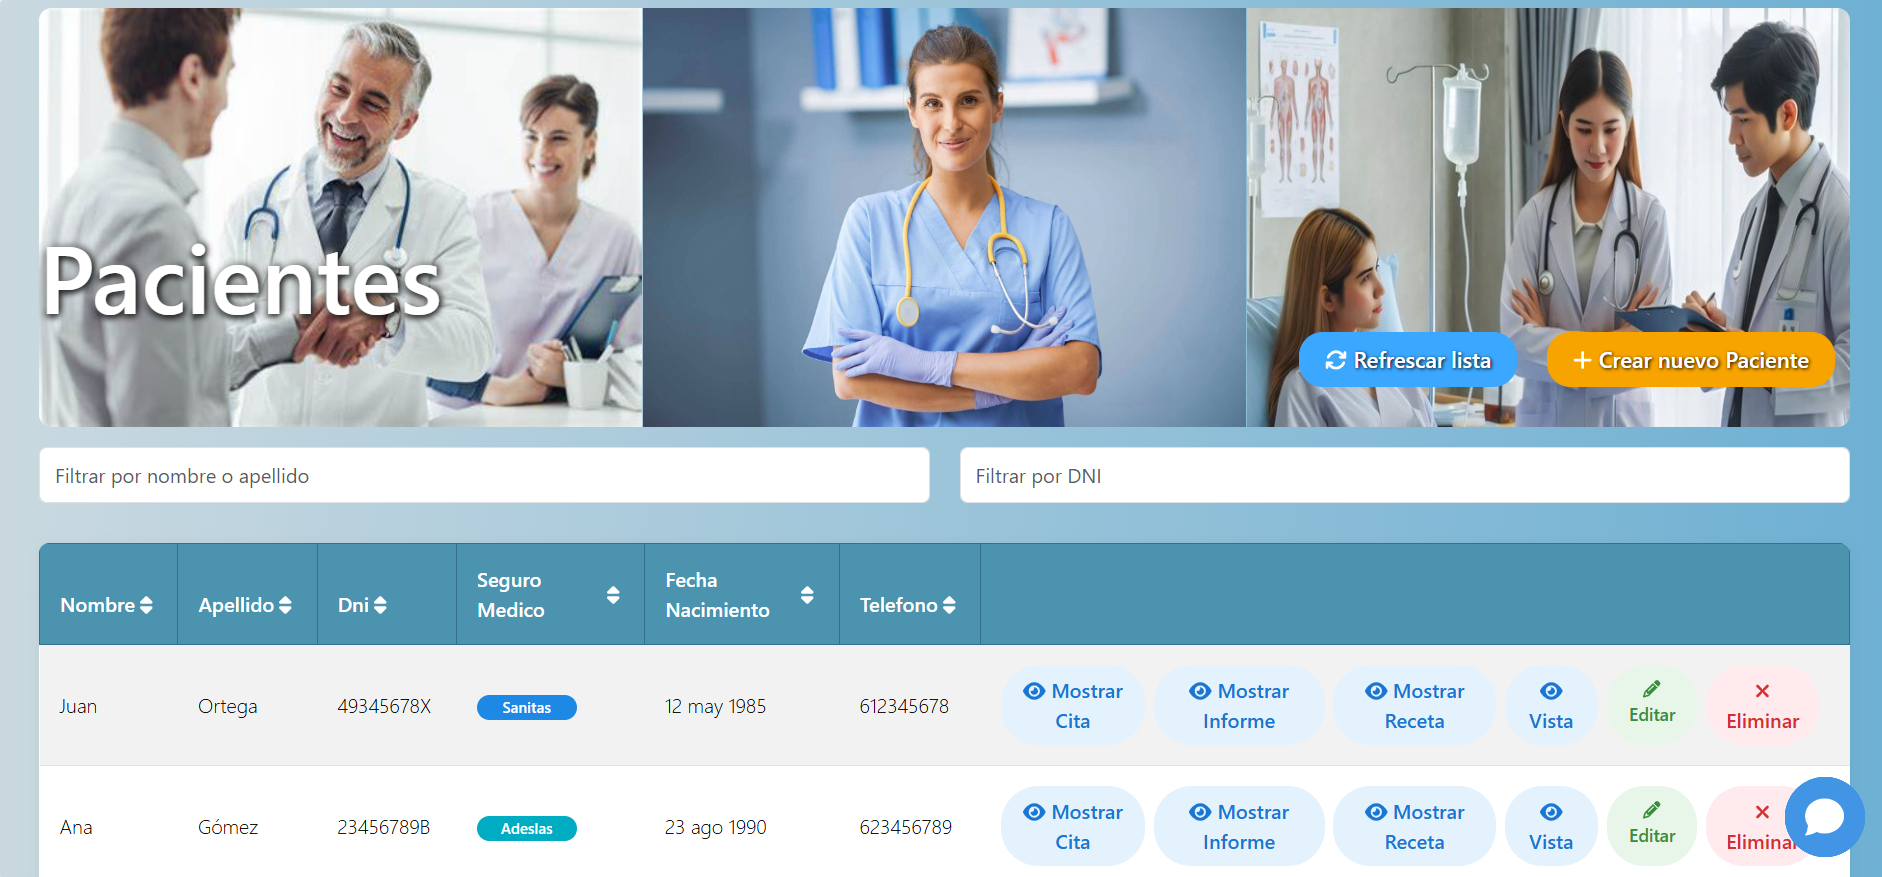 Pacientes
Refrescar lista
Crear nuevo Paciente
Filtrar por nombre o apellido
Filtrar por DNI
Nombre
Apellido
Dni
Seguro
Medico
Fecha
Nacimiento
Telefono
Juan
Ortega
49345678X
Sanitas
12 may 1985
612345678
Mostrar
Cita
Mostrar
Informe
Mostrar
Receta
Vista
Editar
Eliminar
Ana
Gómez
23456789B
Adeslas
23 ago 1990
623456789
Mostrar
Cita
Mostrar
Informe
Mostrar
Receta
Vista
Editar
Eliminar